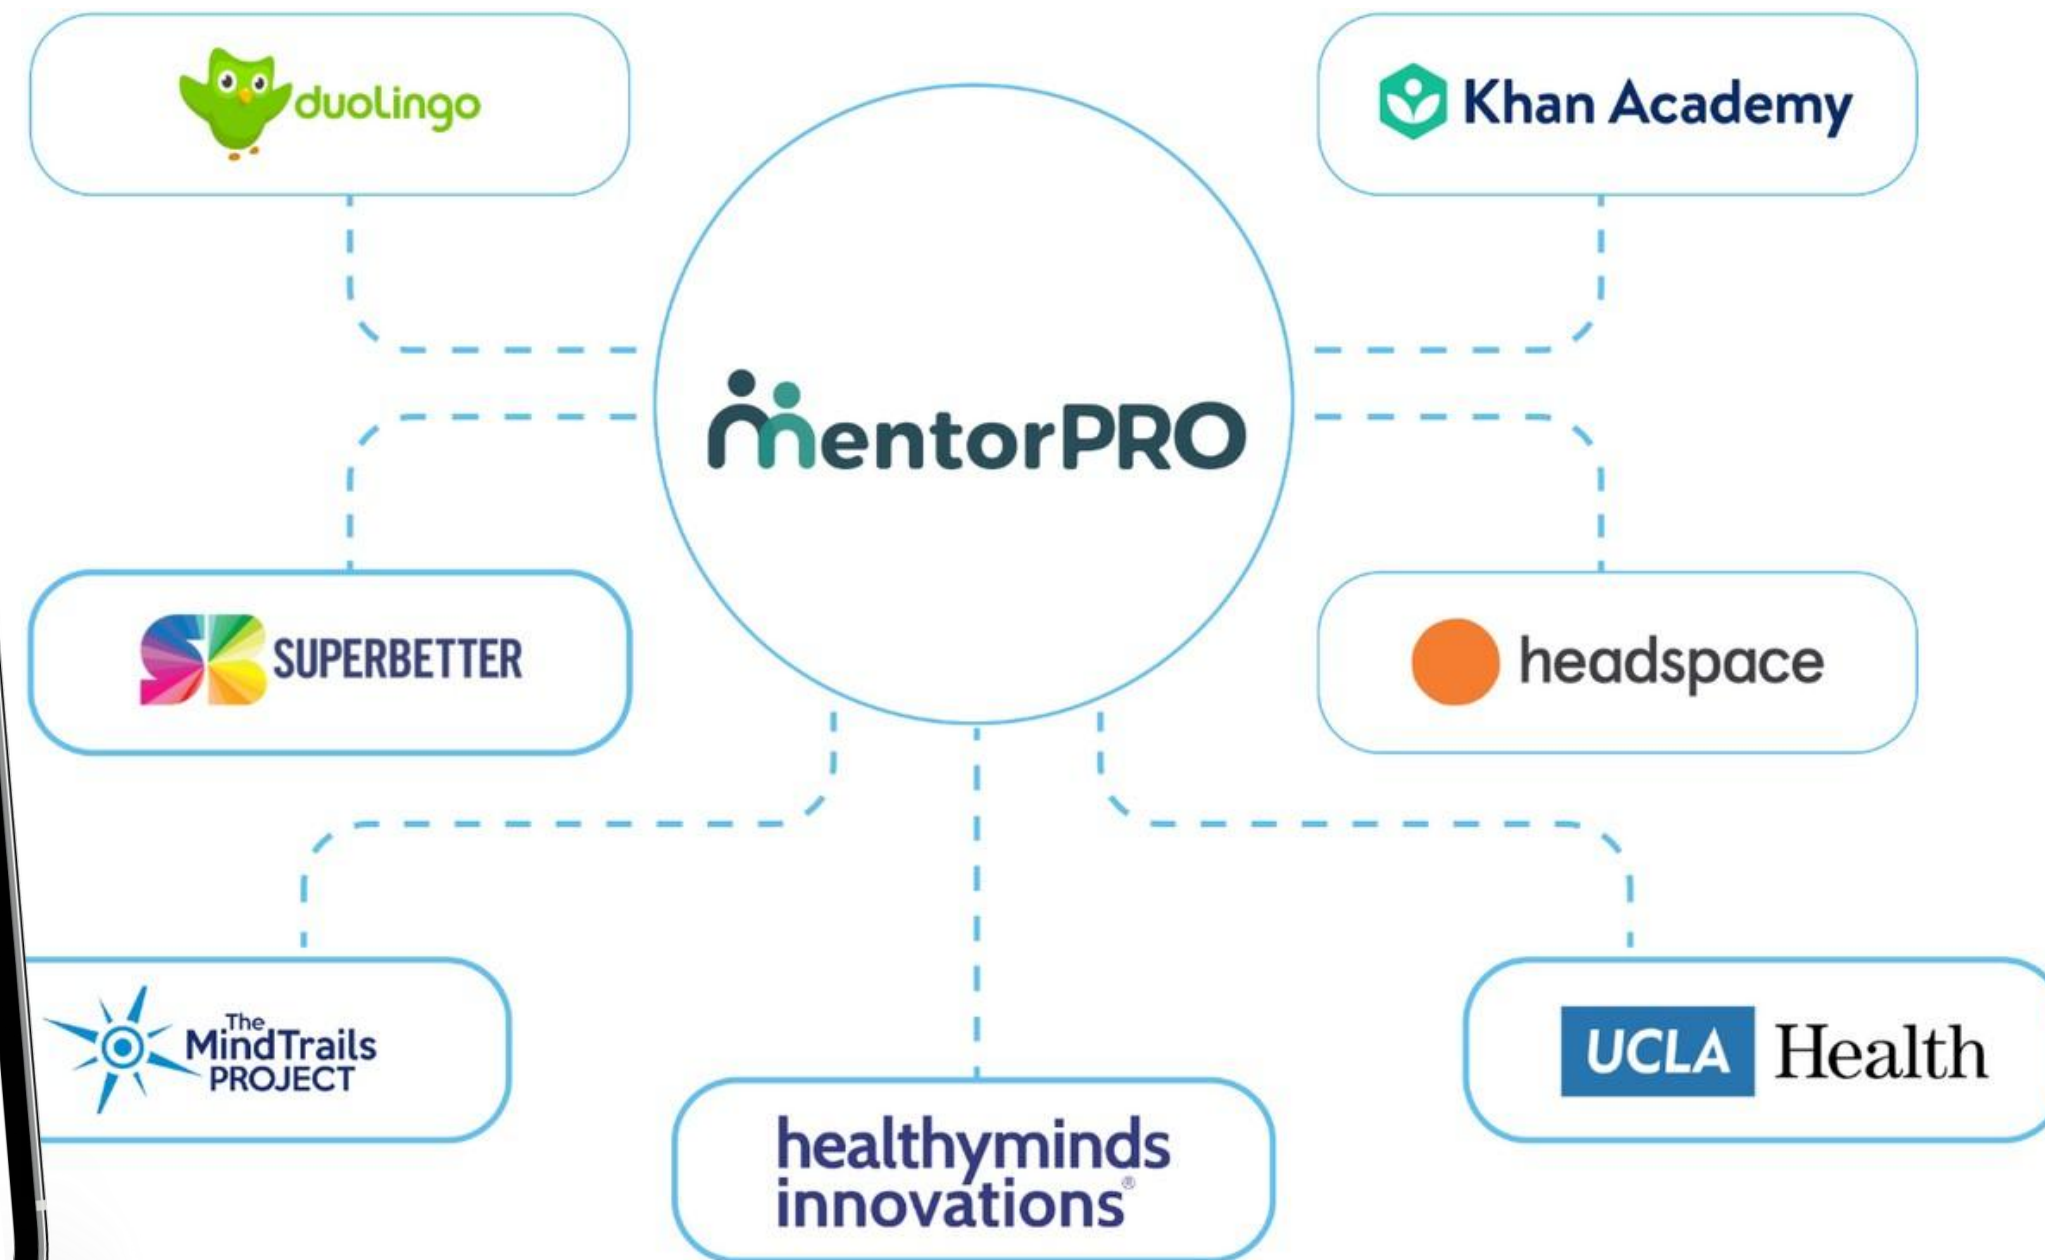 duolingo
Khan Academy
mentorPRO
SUPERBETTER
headspace
The
MindTrails
PROJECT
UCLA Health
healthyminds
innovations®